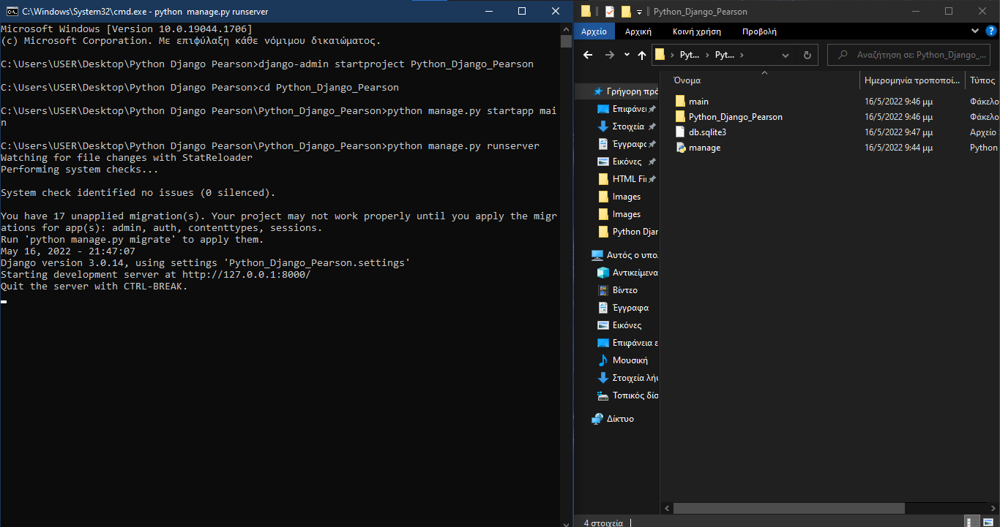 C:\Windows\System32\cmd.exe - python  manage.py runserver
Microsoft Windows [Version 10.0.19044.1706]
(c) Microsoft Corporation. Με επιφύλαξη κάθε νόμιμου δικαιώματος.
C:\Users\USER\Desktop\Python Django Pearson>django-admin startproject Python_Django_Pearson
C:\Users\USER\Desktop\Python Django Pearson>cd Python_Django_Pearson
C:\Users\USER\Desktop\Python Django Pearson\Python_Django_Pearson>python manage.py startapp mai
n
C:\Users\USER\Desktop\Python Django Pearson\Python_Django_Pearson>python manage.py runserver
Watching for file changes with StatReloader
Performing system checks...
System check identified no issues (0 silenced).
You have 17 unapplied migration(s). Your project may not work properly until you apply the migr
ations for app(s): admin, auth, contenttypes, sessions.
Run 'python manage.py migrate' to apply them.
May 16, 2022 - 21:47:07
Django version 3.0.14, using settings 'Python_Django_Pearson.settings'
Starting development server at http://127.0.0.1:8000/
Quit the server with CTRL-BREAK.
Python_Django_Pearson
Αρχείο Αρχική Κοινή χρήση Προβολή
Pyt... Pyt... Αναζήτηση σε: Python_Django_...
Γρήγορη πρό
Επιφάνει
Στοιχεία
Έγγραφα
Εικόνες
HTML Fi
Images
Images
Python Djan
Αυτός ο υπολ
Αντικείμενα
Βίντεο
Έγγραφα
Εικόνες
Επιφάνεια ε
Μουσική
Στοιχεία λήψ
Τοπικός δίσ
Δίκτυο
Όνομα Ημερομηνία τροποποί... Τύπος
main 16/5/2022 9:46 μμ Φάκελο
Python_Django_Pearson 16/5/2022 9:46 μμ Φάκελο
db.sqlite3 16/5/2022 9:47 μμ Αρχείο
manage 16/5/2022 9:44 μμ Python
4 στοιχεία